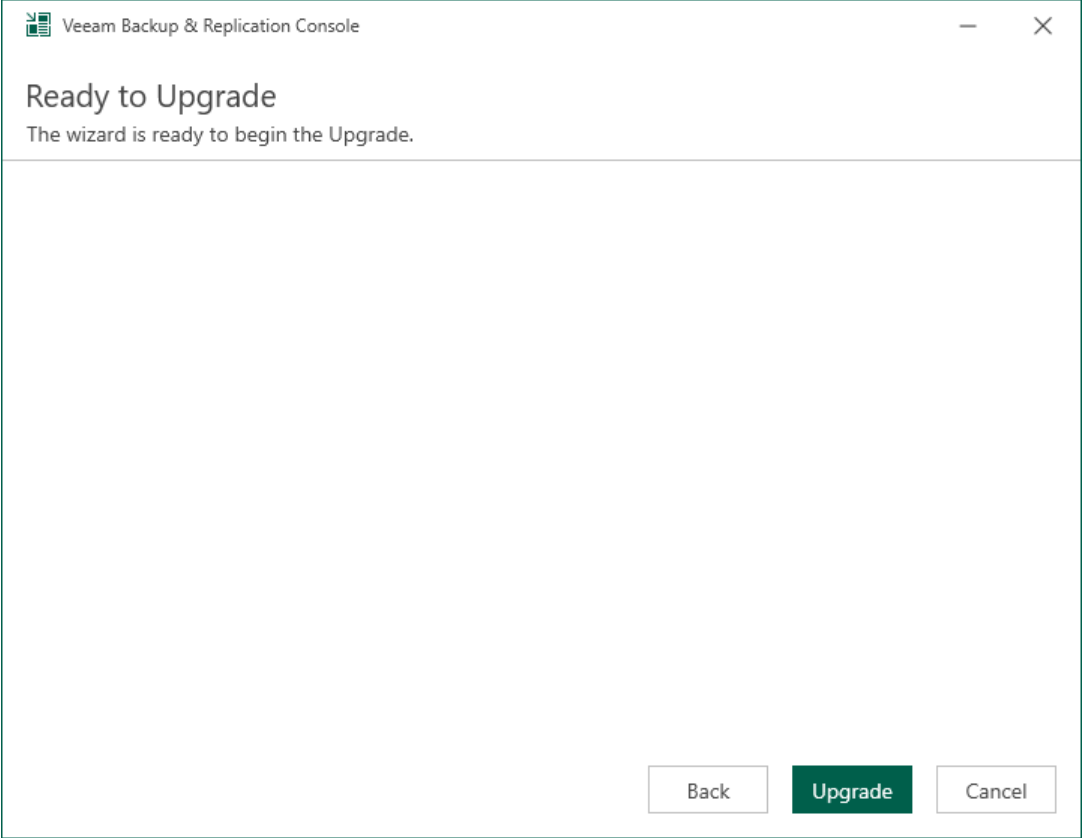 Veeam Backup & Replication Console
Ready to Upgrade
The wizard is ready to begin the Upgrade.
Back
Upgrade
Cancel